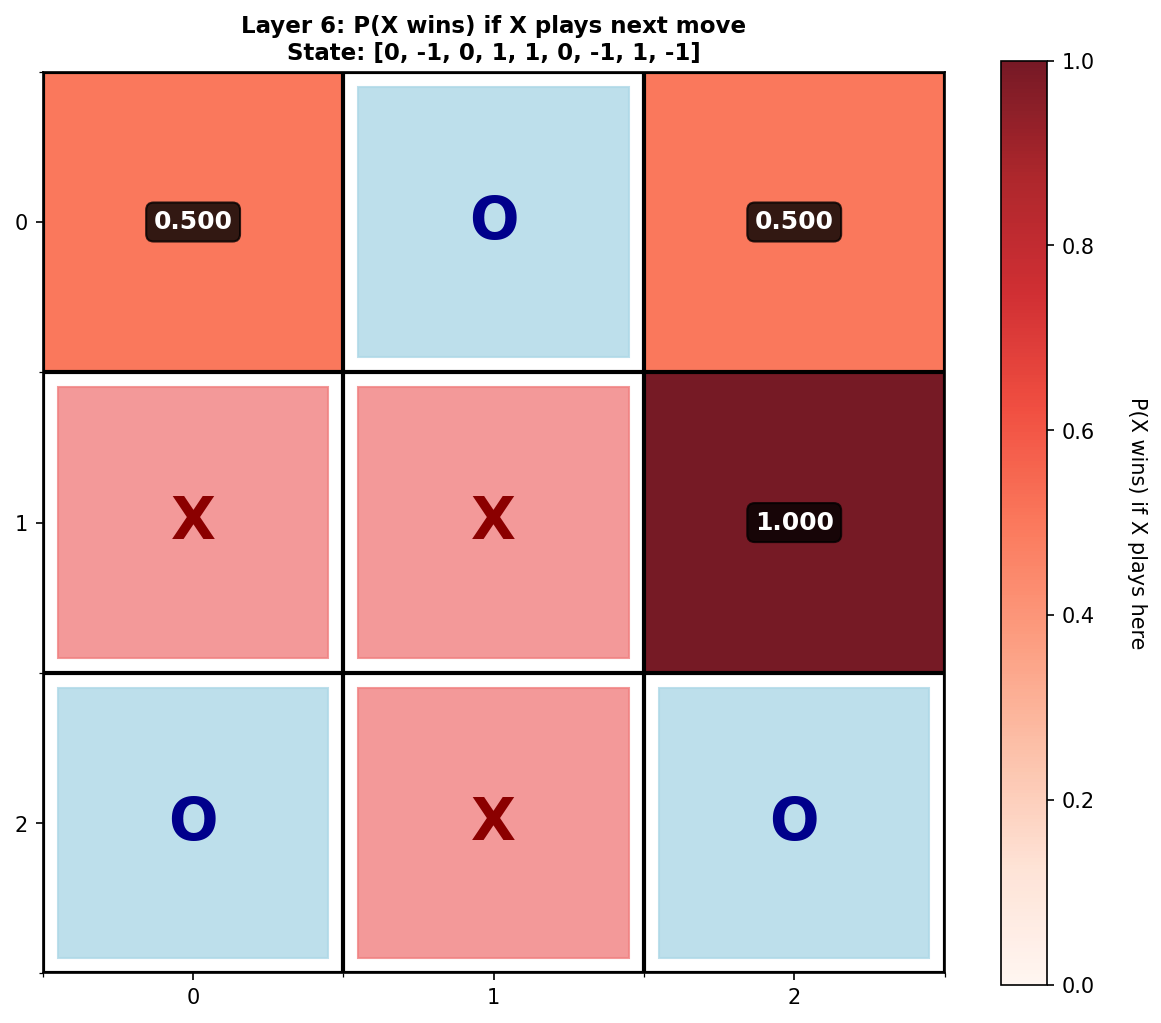 Layer 6: P(X wins) if X plays next move
State: [0, -1, 0, 1, 1, 0, -1, 1, -1]
0
0.500
O
0.500
1
X
X
1.000
2
O
X
O
0
1
2
1.0
0.8
0.6
0.4
0.2
0.0
P(X wins) if X plays here